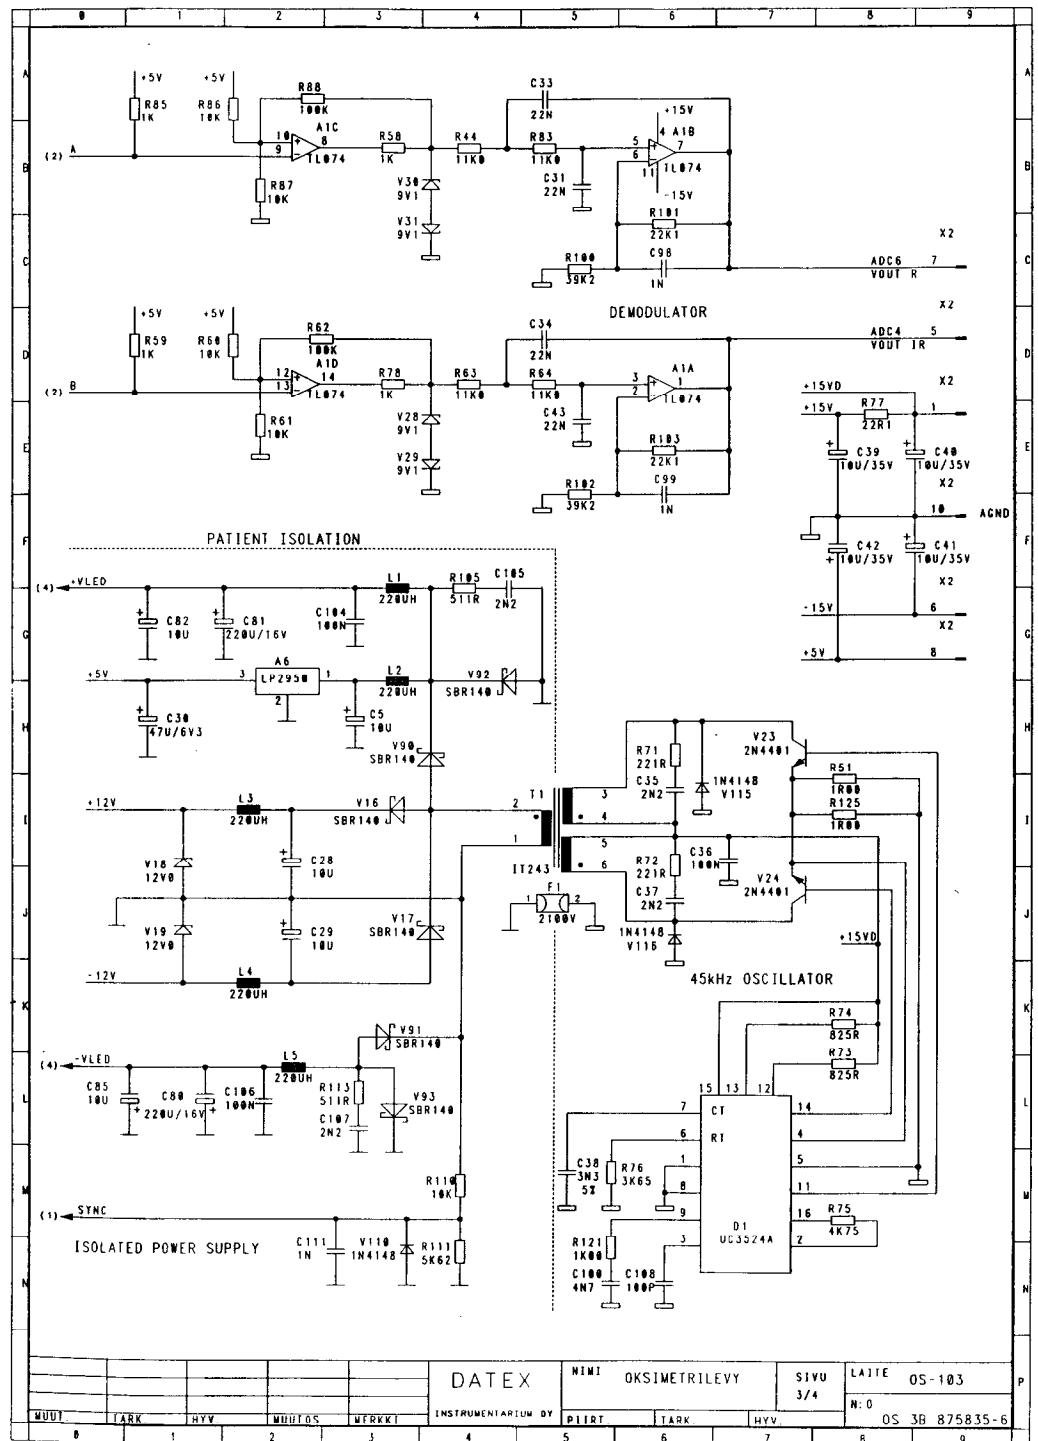 0 1 2 3 4 5 6 7 8 9
A
B
C
D
E
F
G
H
I
J
K
L
M
N
P
+5V +5V
R85
1K
R86
10K
R88
100K
A1C
10
9
8
TL074
R87
10K
(2) A
R58
1K
R44
11K0
R83
11K0
C33
22N
C31
22N
V30
9V1
V31
9V1
+15V
4 A1B
5
6
7
11 TL074
-15V
R101
22K1
C98
1N
R100
39K2
X2
ADC6 7
VOUT R
DEMODULATOR
+5V +5V
R59
1K
R60
10K
R62
100K
A1D
12
13
14
TL074
R61
10K
(2) B
R78
1K
R63
11K0
R64
11K0
C34
22N
C43
22N
V28
9V1
V29
9V1
A1A
3
2
1
TL074
R103
22K1
C99
1N
R102
39K2
X2
ADC4 5
VOUT IR
X2
+15VD
+15V R77 1
22R1
C39
10U/35V
C40
10U/35V
X2
10 AGND
C42
10U/35V
C41
10U/35V
X2
-15V 6
X2
+5V 8
PATIENT ISOLATION
(4) +VLED
C82
10U
C81
220U/16V
C104
100N
L1
220UH
R105
511R
C105
2N2
+5V
3 A6 1
LP2950
2
C30
47U/6V3
C5
10U
L2
220UH
V92
SBR140
V90
SBR140
+12V
L3
220UH
V16
SBR140
V18
12V0
C28
10U
V19
12V0
C29
10U
V17
SBR140
-12V
L4
220UH
T1
2
1
3
4
5
6
IT243
F1
1 2
2100V
R71
221R
C35
2N2
1N4148
V115
R72
221R
C37
2N2
C36
100N
1N4148
V116
V23
2N4401
V24
2N4401
R51
1R00
R125
1R00
+15VD
45kHz OSCILLATOR
R74
825R
R73
825R
15 13 12
7 CT
6 RT
1
8
9
3
14
4
5
11
16
2
D1
UC3524A
R75
4K75
C38
3N3
5%
R76
3K65
R121
1K00
C100
4N7
C108
100P
V91
SBR140
(4) -VLED
L5
220UH
C85
10U
C80
220U/16V
C106
100N
R113
511R
C107
2N2
V93
SBR140
R110
10K
(1) SYNC
ISOLATED POWER SUPPLY
C111
1N
V110
1N4148
R111
5K62
DATEX
INSTRUMENTARIUM OY
NIMI OKSIMETRILEVY
SIVU
3/4
LAITE OS-103
N:O
OS 3B 875835-6
MUUT. TARK. HYV. MUUTOS MERKKI PIIRT. TARK. HYV.
0 1 2 3 4 5 6 7 8 9